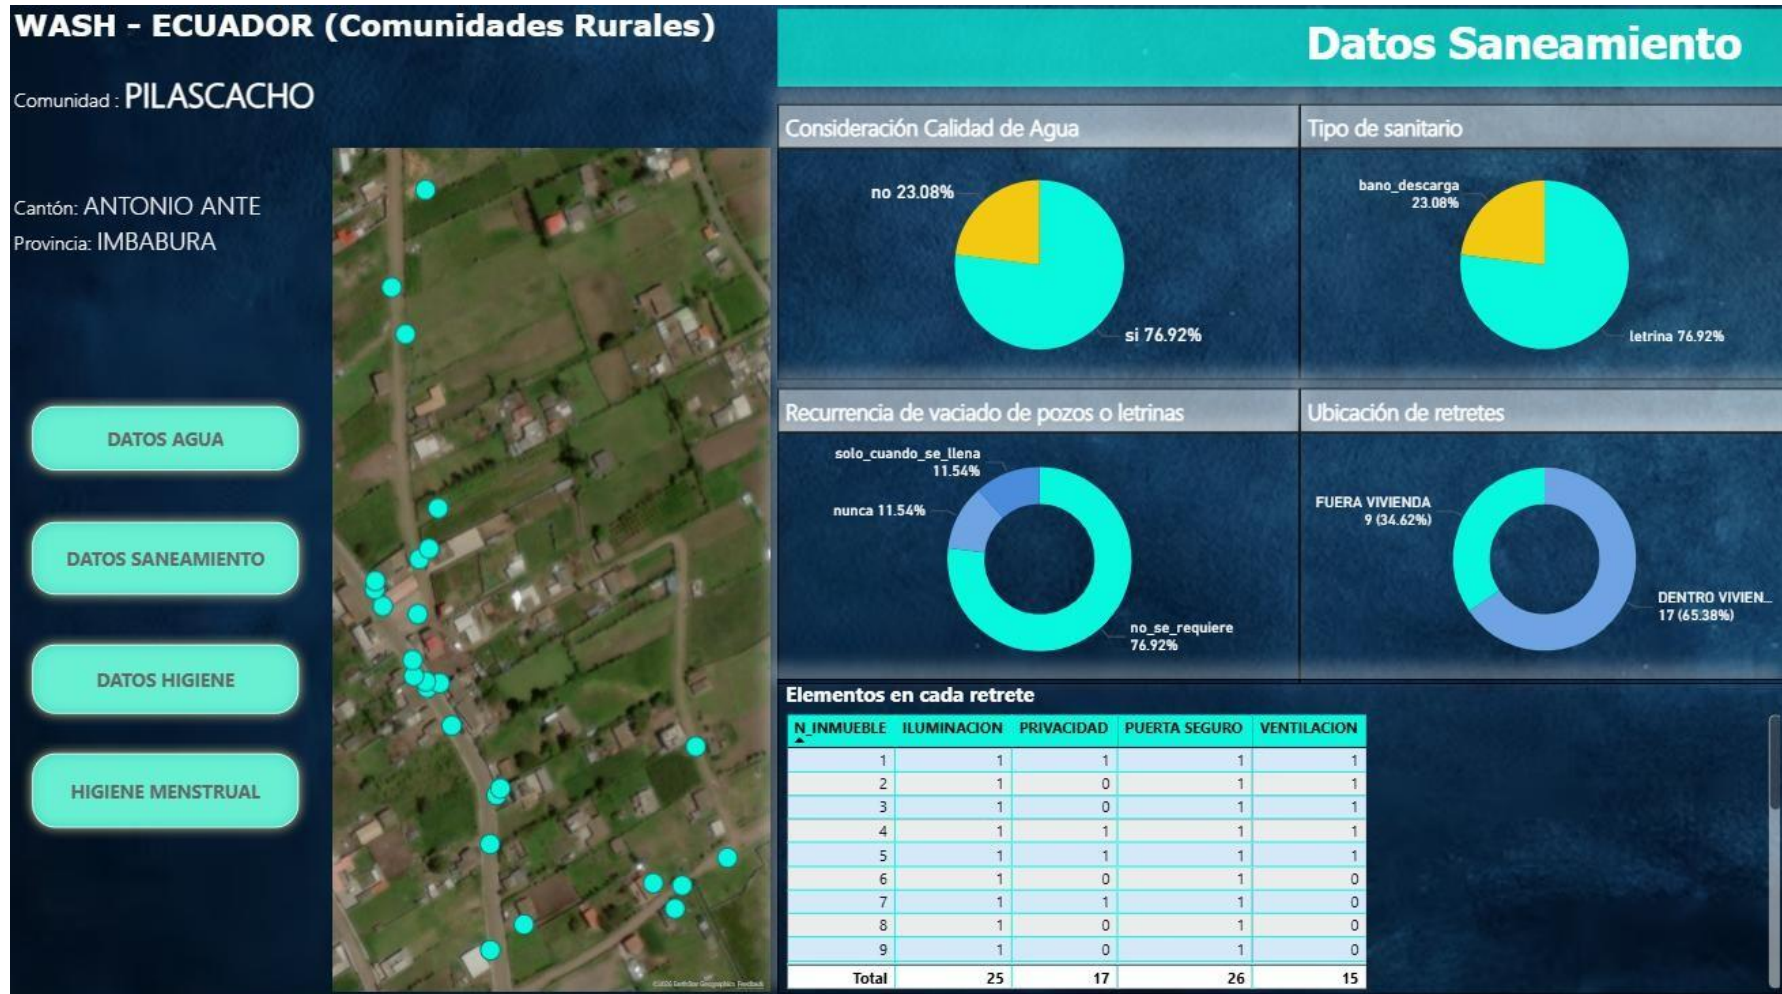 WASH - ECUADOR (Comunidades Rurales)
Comunidad : PILASCACHO
Cantón: ANTONIO ANTE
Provincia: IMBABURA
DATOS AGUA
DATOS SANEAMIENTO
DATOS HIGIENE
HIGIENE MENSTRUAL
Datos Saneamiento
Consideración Calidad de Agua
no 23.08%
si 76.92%
Tipo de sanitario
bano_descarga
23.08%
letrina 76.92%
Recurrencia de vaciado de pozos o letrinas
solo_cuando_se_llena
11.54%
nunca 11.54%
no_se_requiere
76.92%
Ubicación de retretes
FUERA VIVIENDA
9 (34.62%)
DENTRO VIVIEN...
17 (65.38%)
Elementos en cada retrete
N_INMUEBLE ILUMINACION PRIVACIDAD PUERTA SEGURO VENTILACION
1 1 1 1 1
2 1 0 1 1
3 1 0 1 1
4 1 1 1 1
5 1 1 1 1
6 1 0 1 0
7 1 1 1 0
8 1 0 1 0
9 1 0 1 0
Total 25 17 26 15
Earthstar Geographics Feedback